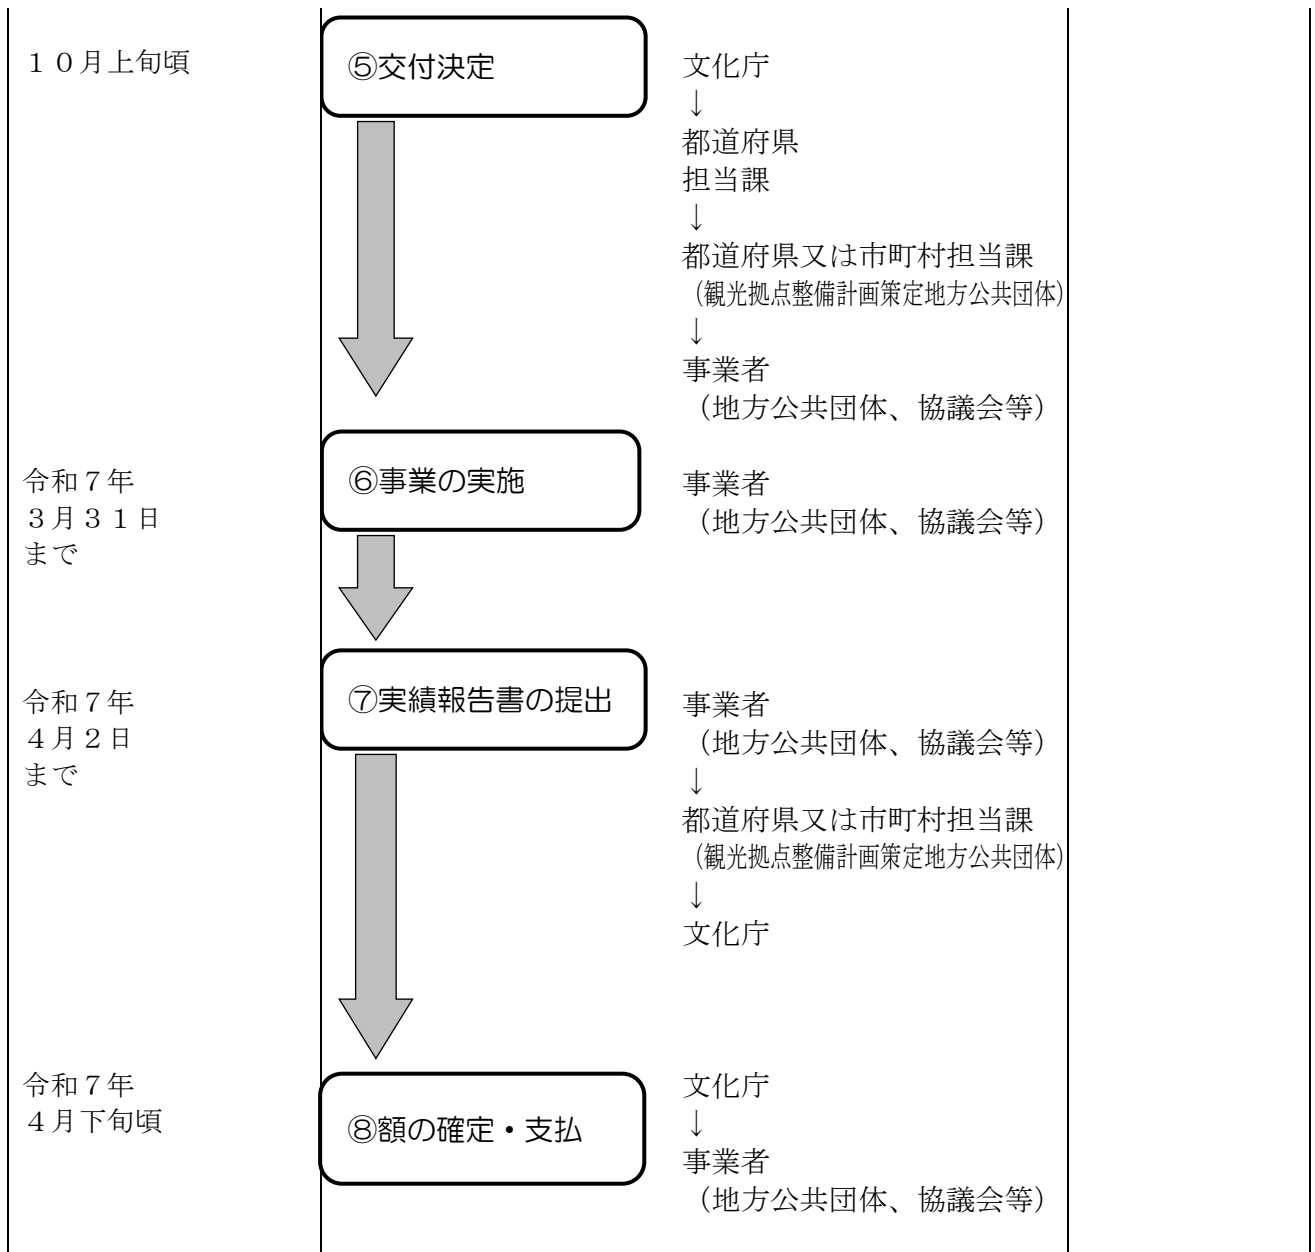 １０月上旬頃
⑤交付決定
文化庁
↓
都道府県
担当課
↓
都道府県又は市町村担当課
（観光拠点整備計画策定地方公共団体）
↓
事業者
（地方公共団体、協議会等）
令和７年
３月３１日
まで
⑥事業の実施
事業者
（地方公共団体、協議会等）
令和７年
４月２日
まで
⑦実績報告書の提出
事業者
（地方公共団体、協議会等）
↓
都道府県又は市町村担当課
（観光拠点整備計画策定地方公共団体）
↓
文化庁
令和７年
４月下旬頃
⑧額の確定・支払
文化庁
↓
事業者
（地方公共団体、協議会等）